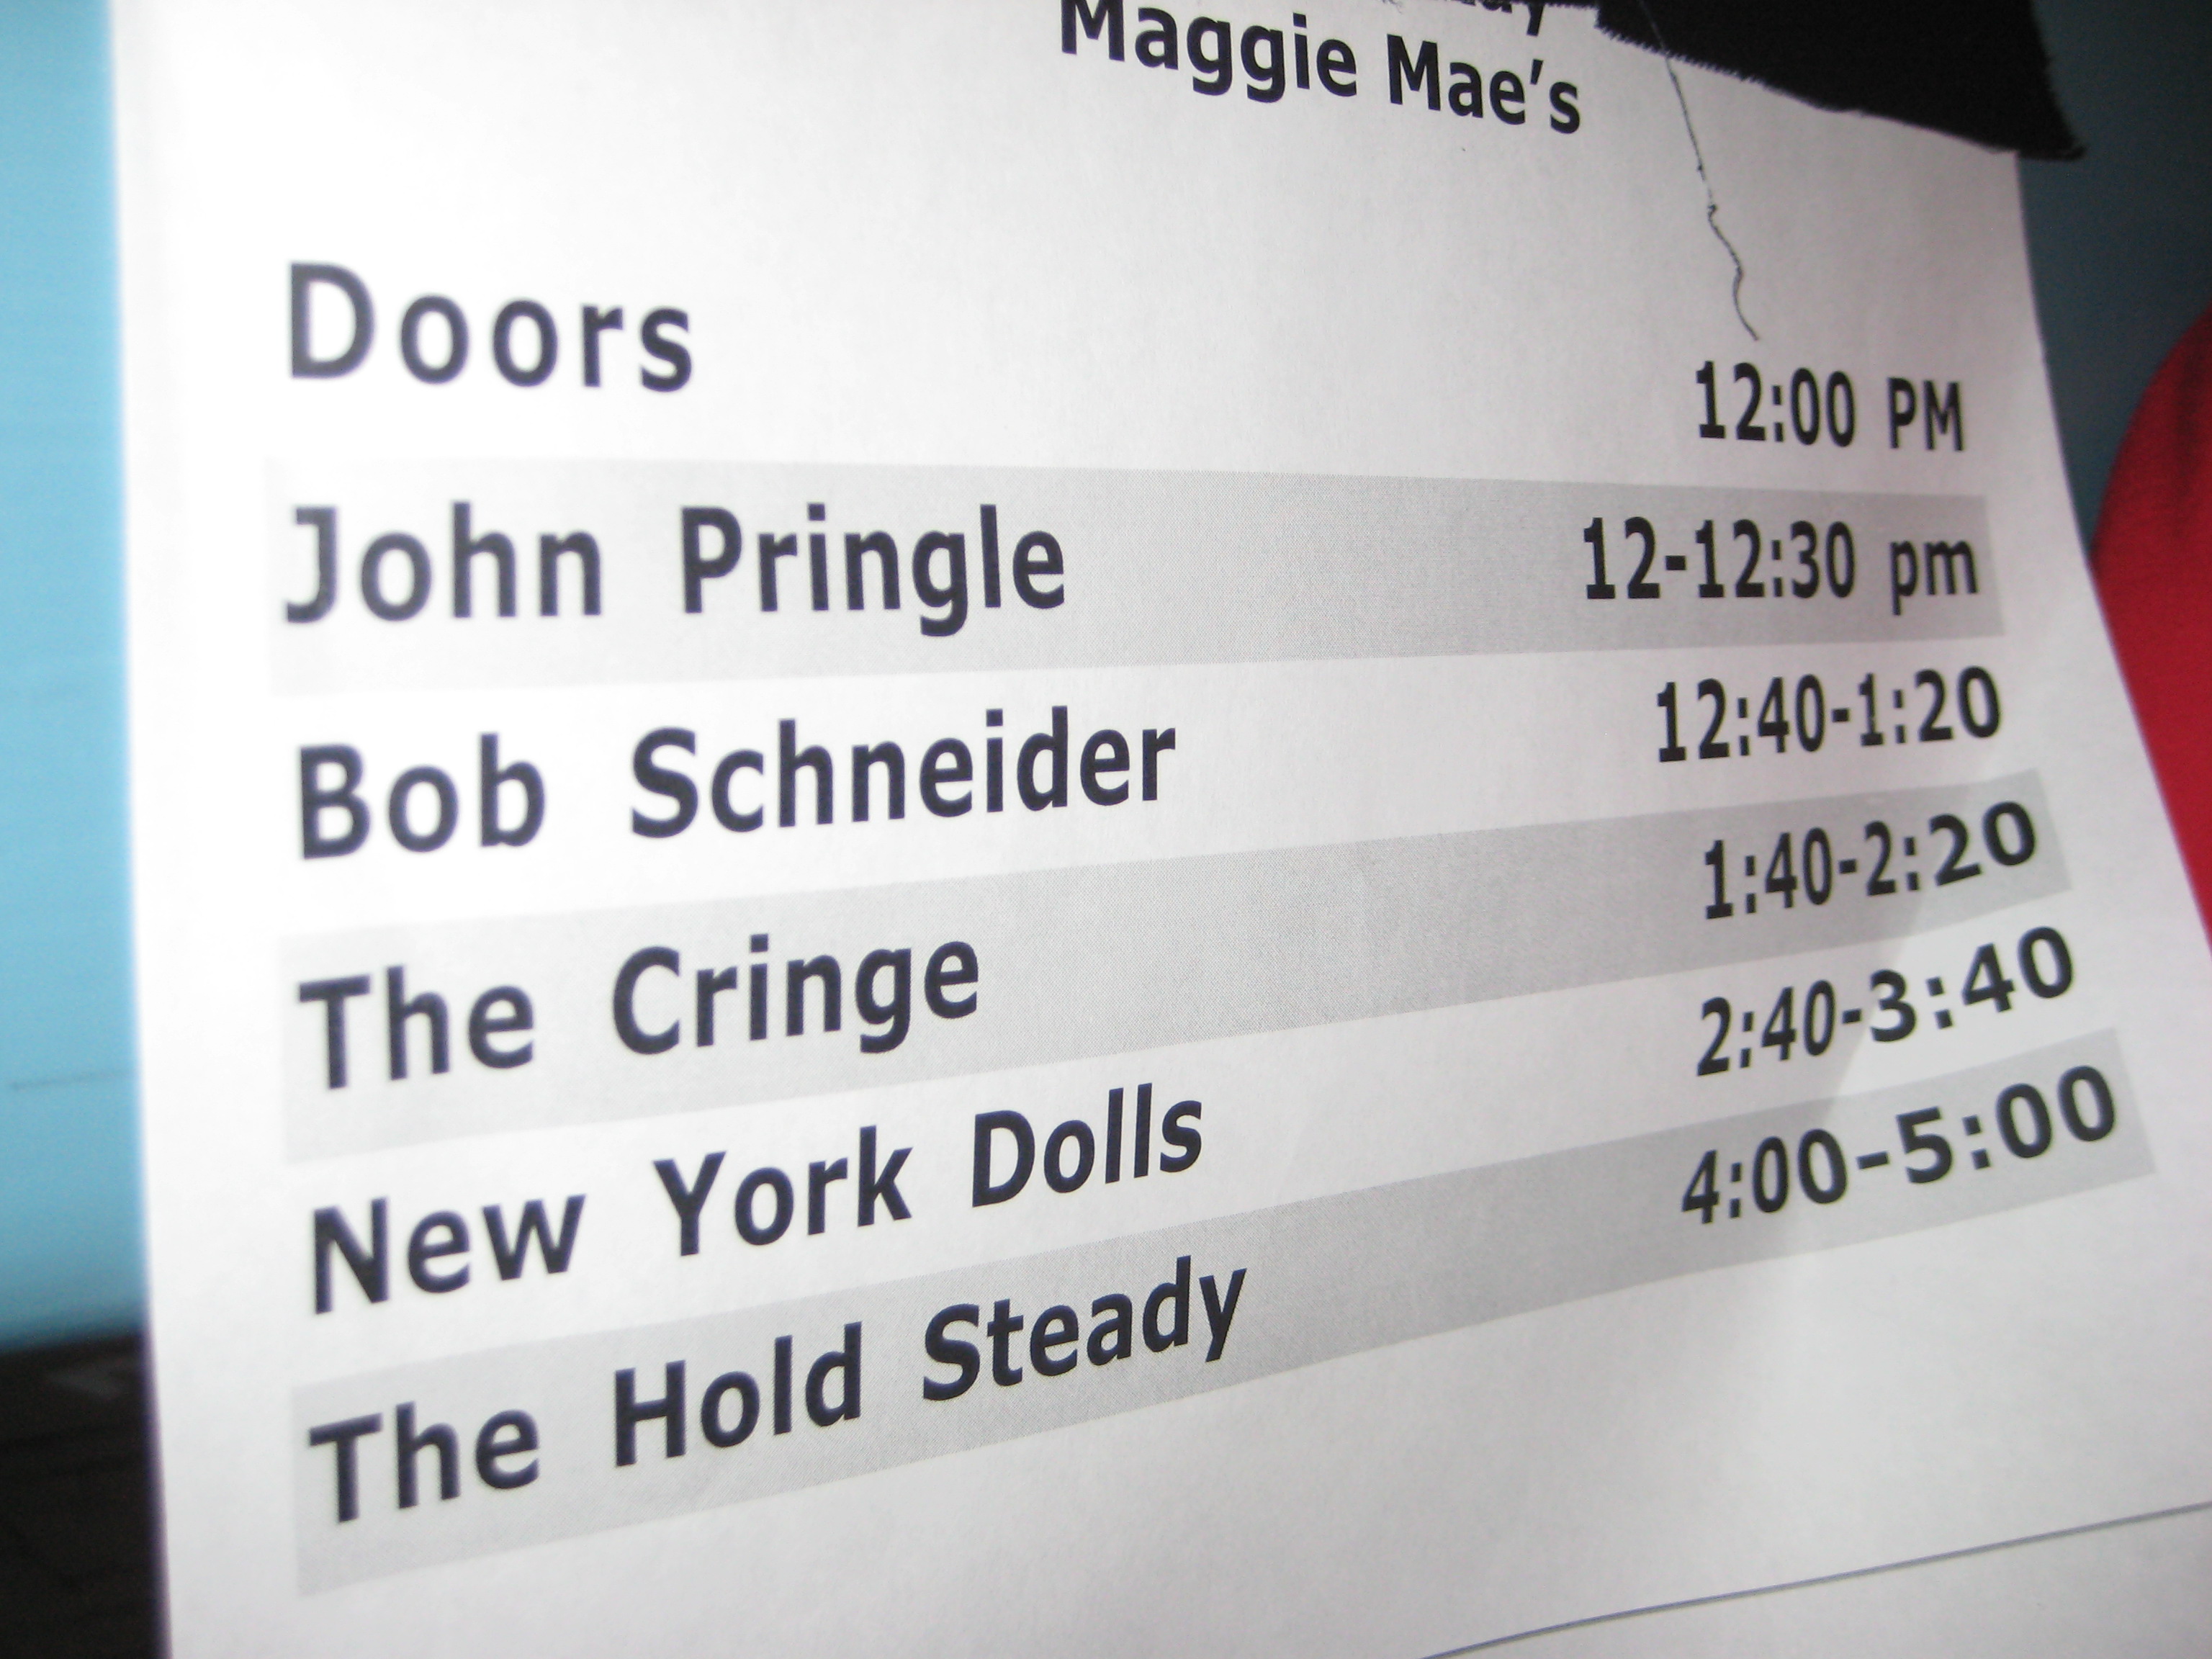 Maggie Mae's
Doors 12:00 PM
John Pringle 12-12:30 pm
Bob Schneider 12:40-1:20
The Cringe 1:40-2:20
New York Dolls 2:40-3:40
The Hold Steady 4:00-5:00